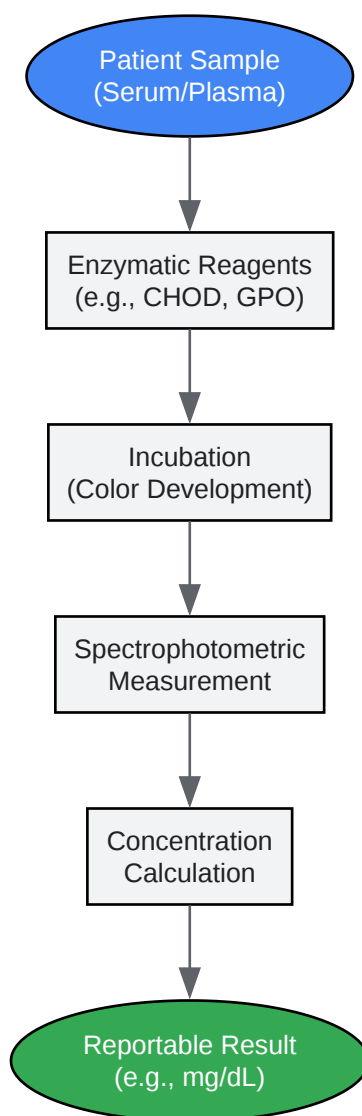 Patient Sample
(Serum/Plasma)
Enzymatic Reagents
(e.g., CHOD, GPO)
Incubation
(Color Development)
Spectrophotometric
Measurement
Concentration
Calculation
Reportable Result
(e.g., mg/dL)